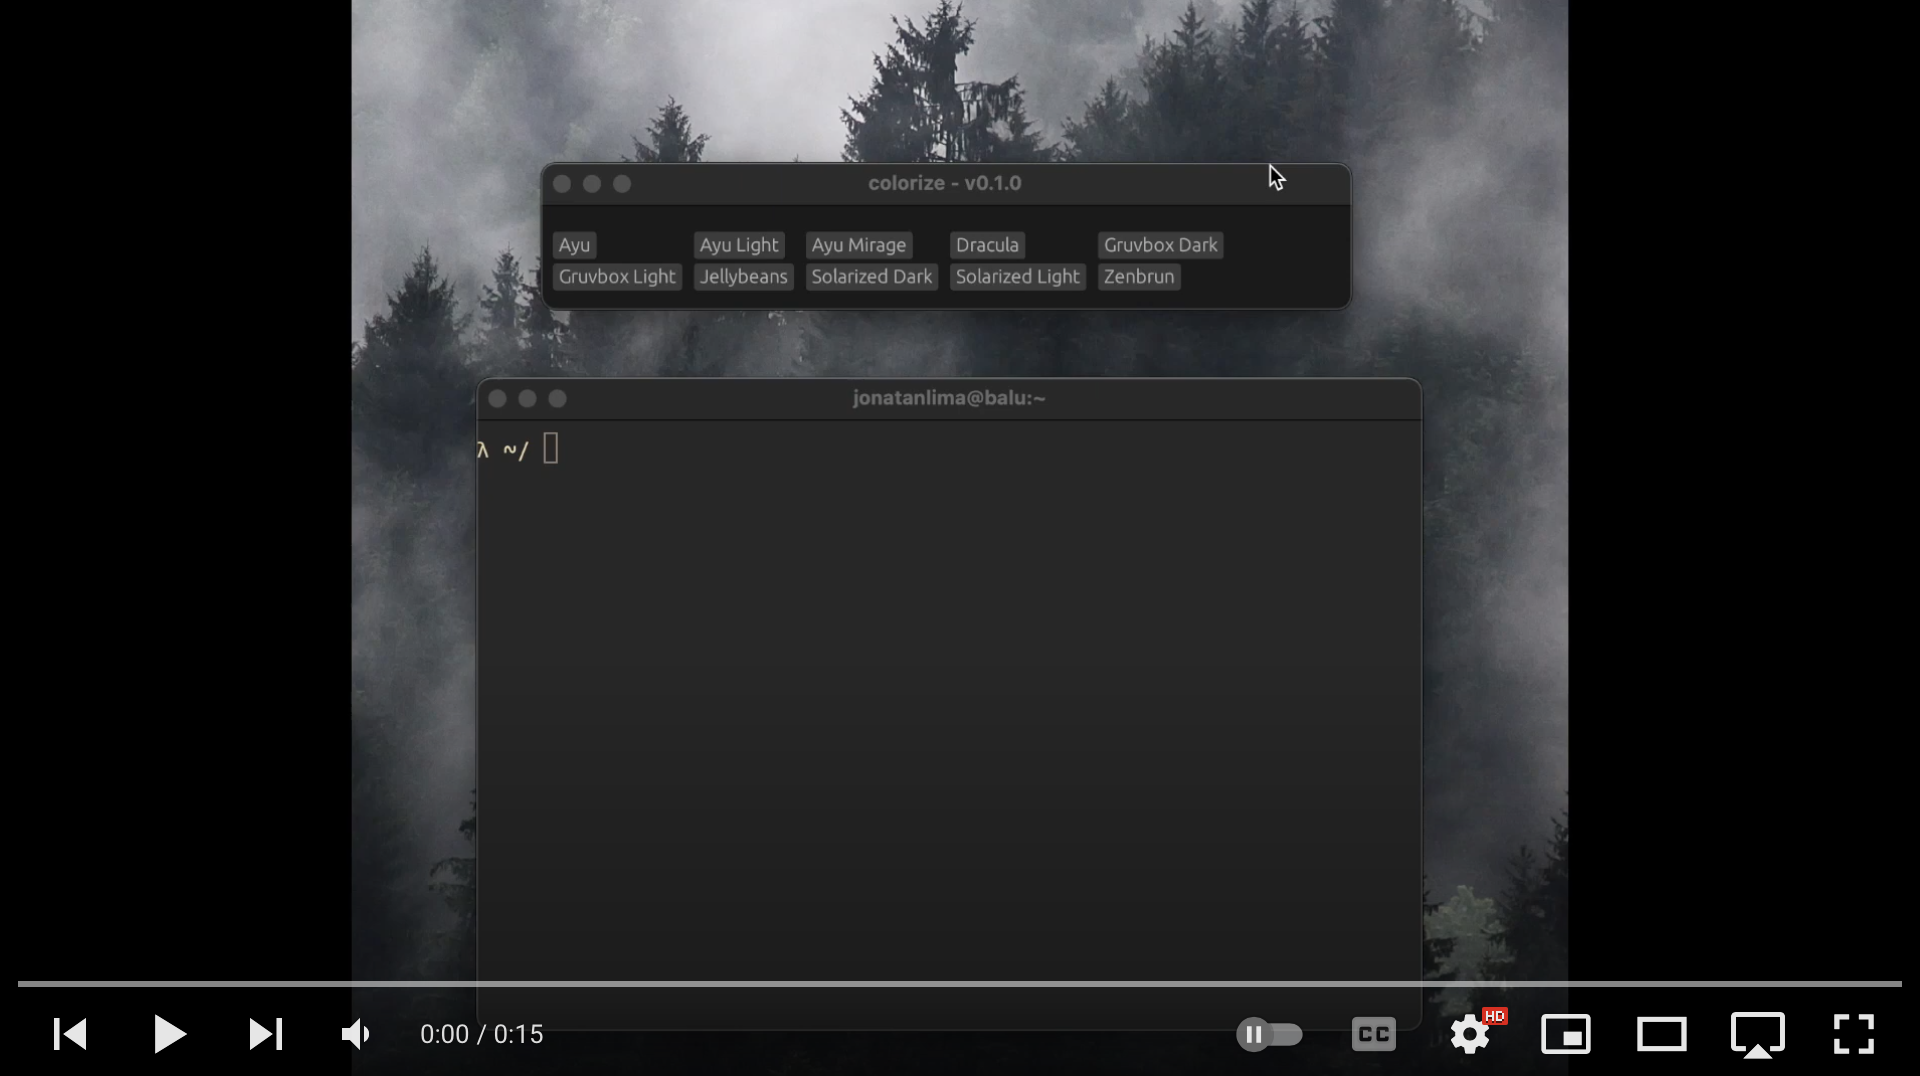 colorize - v0.1.0
Ayu Ayu Light Ayu Mirage Dracula Gruvbox Dark
Gruvbox Light Jellybeans Solarized Dark Solarized Light Zenbrun
jonatanlima@balu:~
λ ~/
0:00 / 0:15
CC
HD